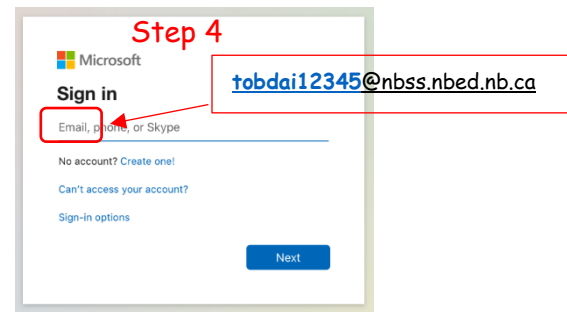 Step 4
Microsoft
tobdai12345@nbss.nbed.nb.ca
Sign in
Email, phone, or Skype
No account? Create one!
Can't access your account?
Sign-in options
Next